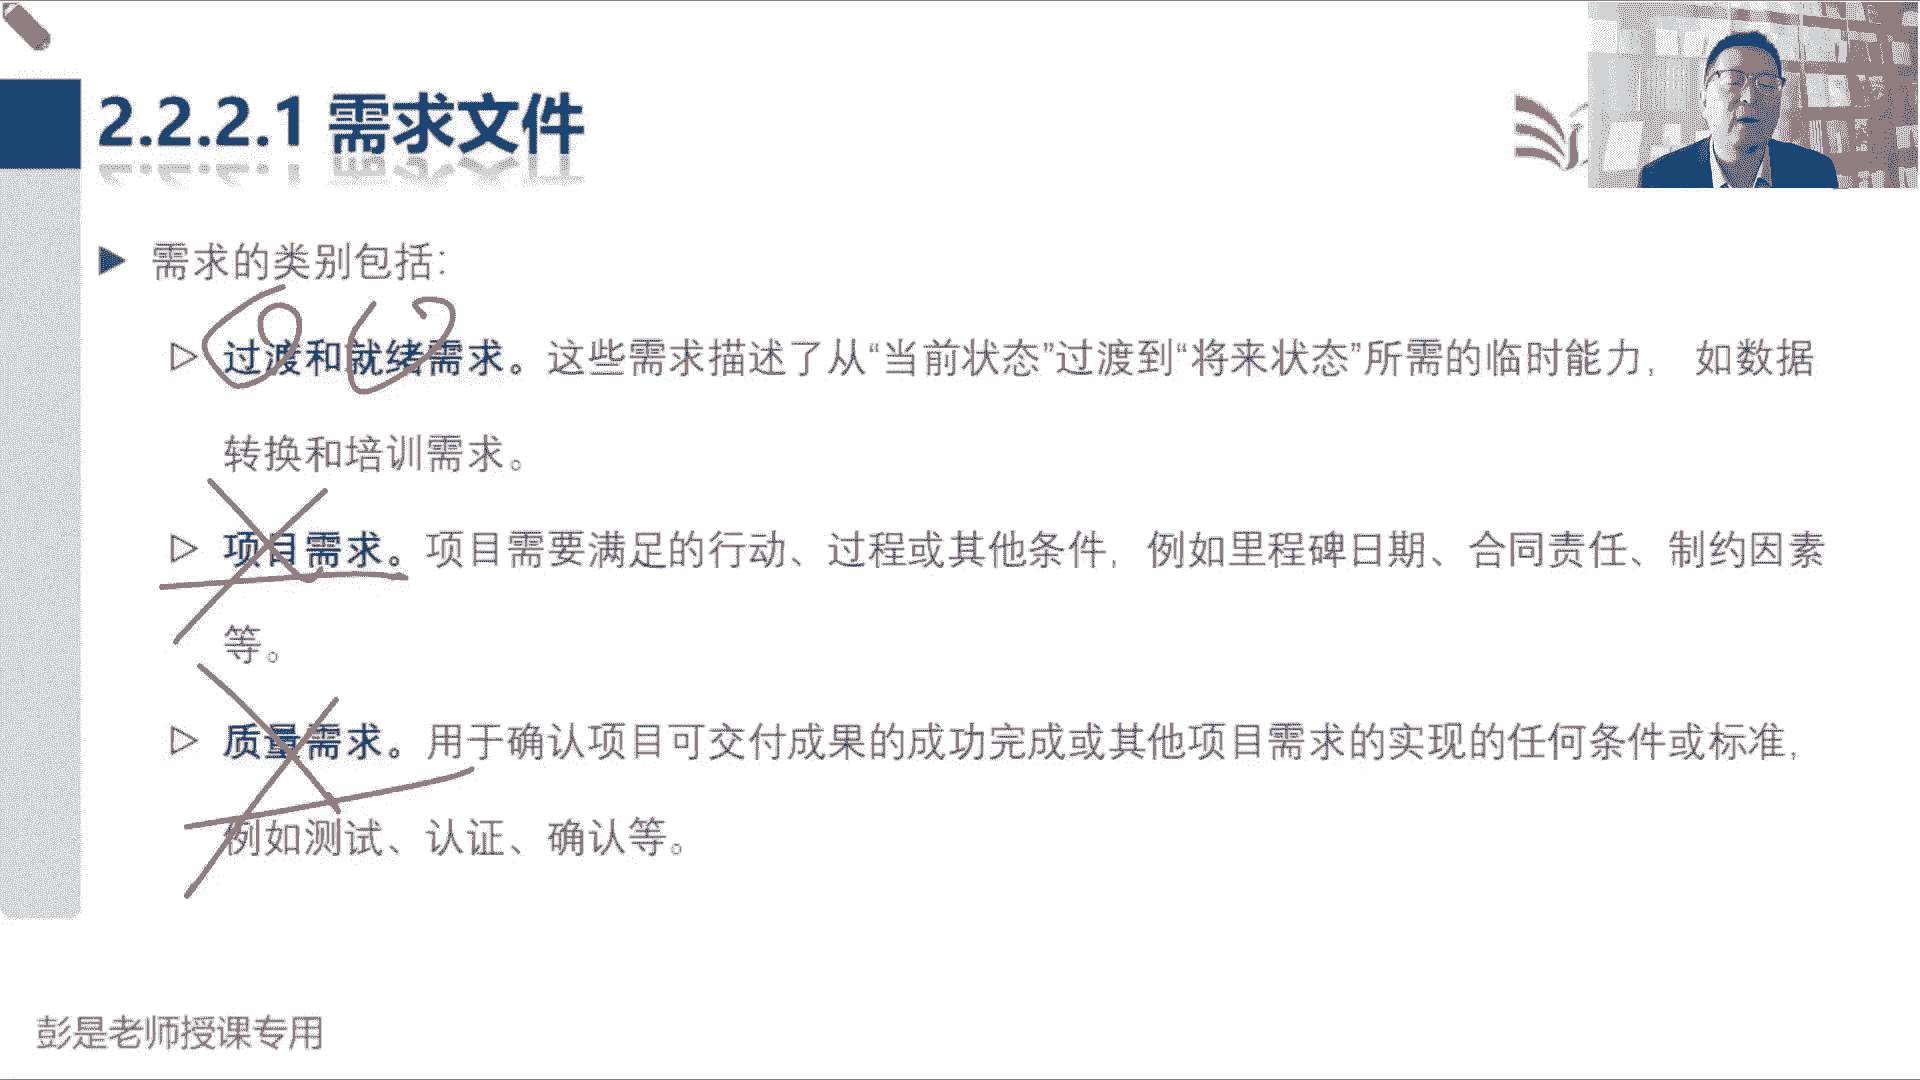 2.2.2.1 需求文件
需求的类别包括：
过渡和就绪需求。这些需求描述了从“当前状态”过渡到“将来状态”所需的临时能力， 如数据
转换和培训需求。
项目需求。项目需要满足的行动、过程或其他条件，例如里程碑日期、合同责任、制约因素
等。
质量需求。用于确认项目可交付成果的成功完成或其他项目需求的实现的任何条件或标准，
例如测试、认证、确认等。
彭是老师授课专用